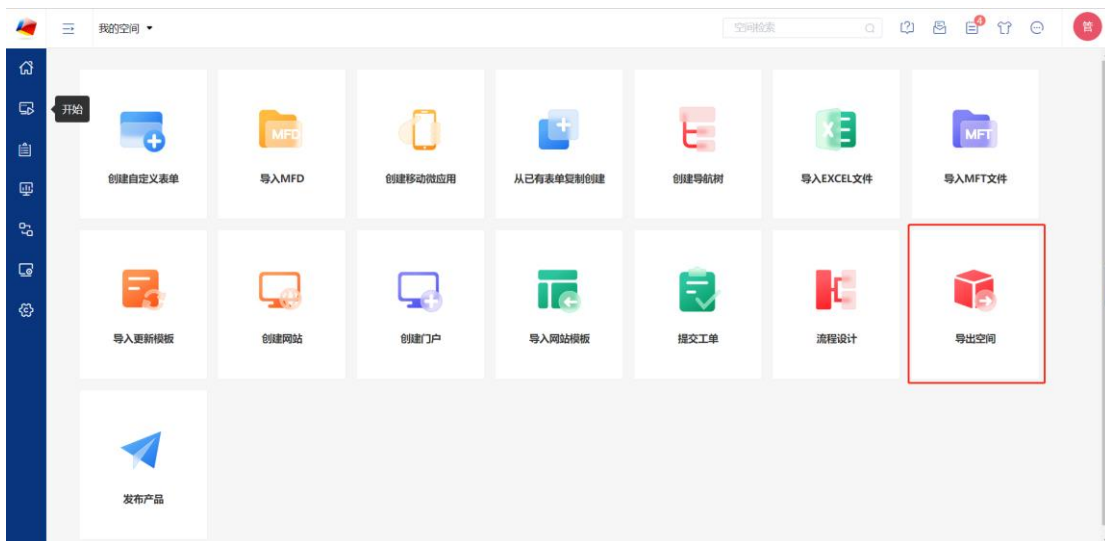 我的空间
空间检索
4
管
开始
MFD
X
MFT
创建自定义表单
导入MFD
创建移动微应用
从已有表单复制创建
创建导航树
导入EXCEL文件
导入MFT文件
导入更新模板
创建网站
创建门户
导入网站模板
提交工单
流程设计
导出空间
发布产品